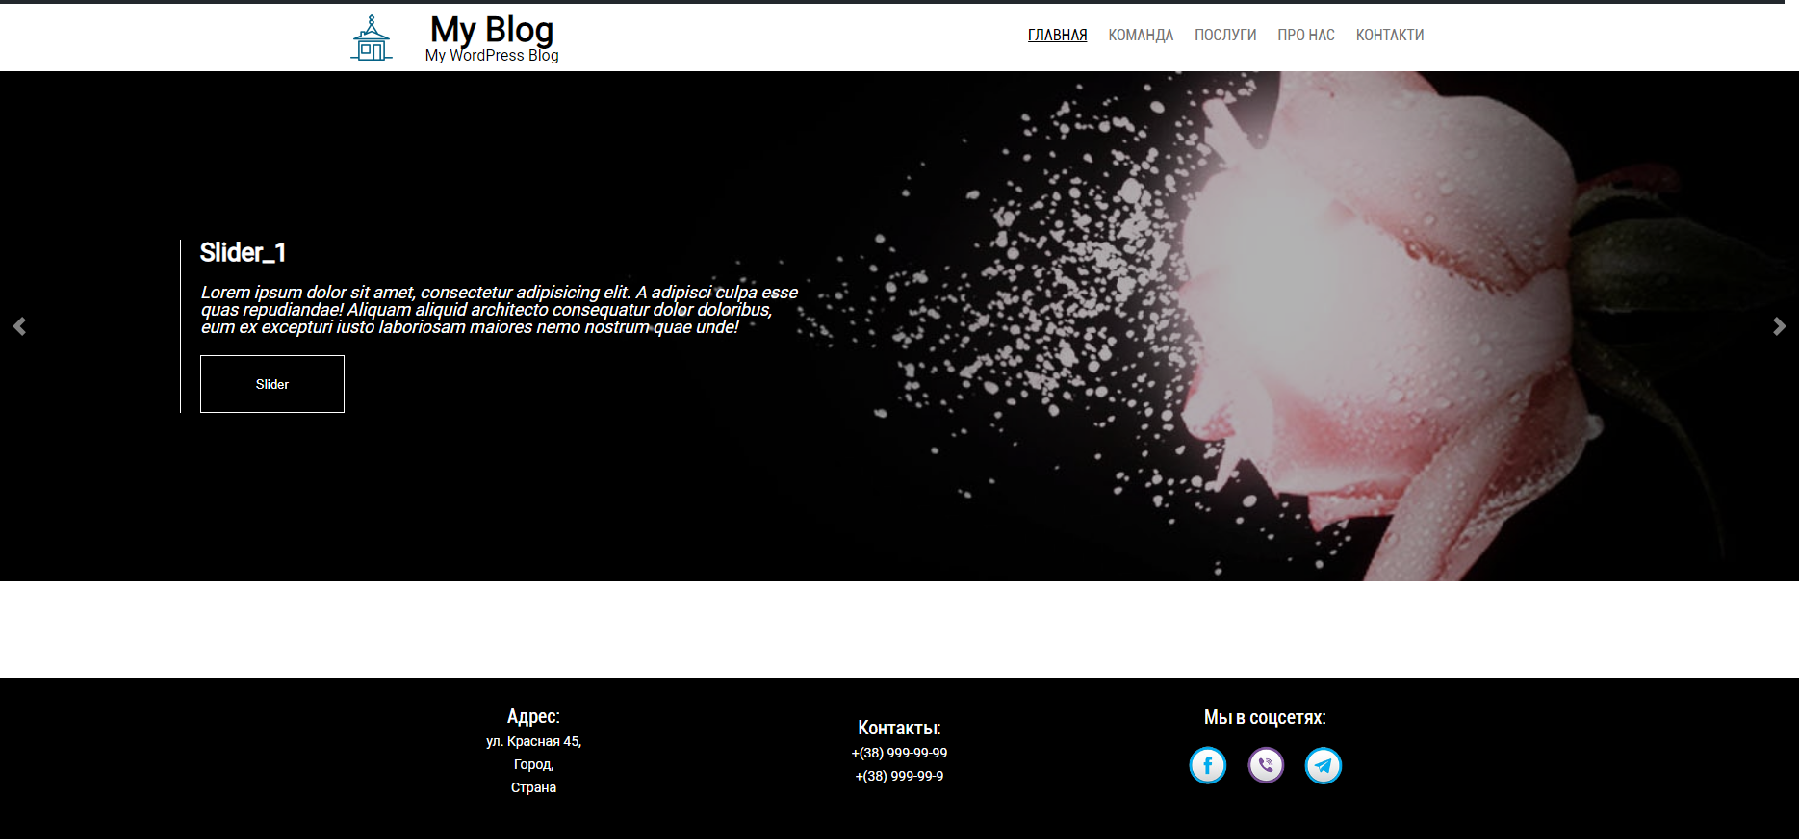 My Blog
My WordPress Blog
ГЛАВНАЯ КОМАНДА ПОСЛУГИ ПРО НАС КОНТАКТИ
Slider_1
Lorem ipsum dolor sit amet, consectetur adipisicing elit. A adipisci culpa esse
quas repudiandae! Aliquam aliquid architecto consequatur dolor doloribus,
eum ex excepturi iusto laboriosam maiores nemo nostrum quae unde!
Slider
Адрес:
ул. Красная 45,
Город,
Страна
Контакты:
+(38) 999-99-99
+(38) 999-99-9
Мы в соцсетях: